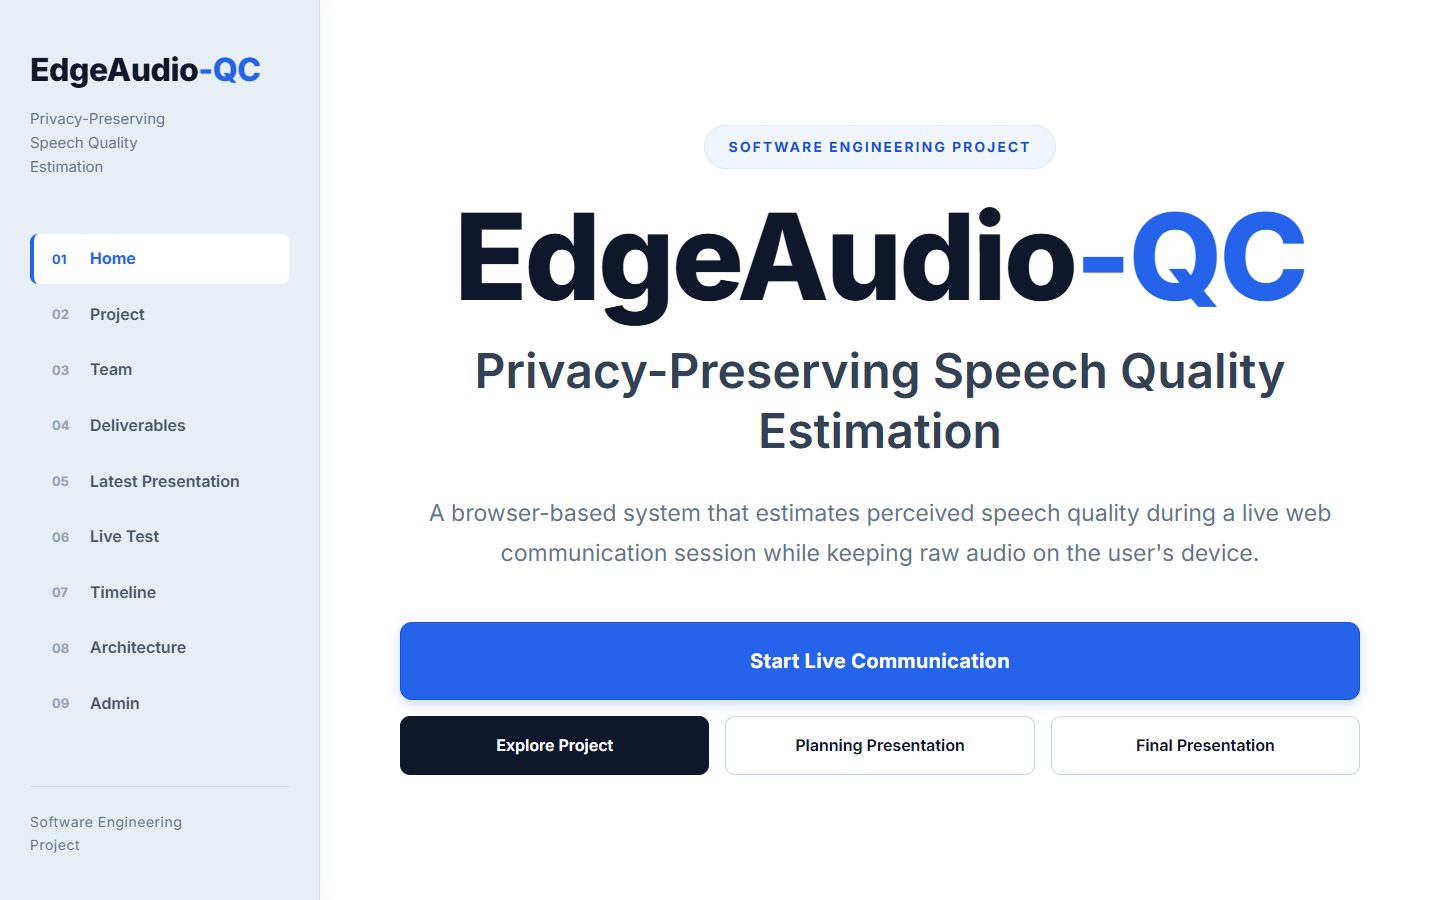 EdgeAudio-QC
Privacy-Preserving
Speech Quality
Estimation
01 Home
02 Project
03 Team
04 Deliverables
05 Latest Presentation
06 Live Test
07 Timeline
08 Architecture
09 Admin
Software Engineering
Project
SOFTWARE ENGINEERING PROJECT
EdgeAudio-QC
Privacy-Preserving Speech Quality
Estimation
A browser-based system that estimates perceived speech quality during a live web
communication session while keeping raw audio on the user's device.
Start Live Communication
Explore Project
Planning Presentation
Final Presentation